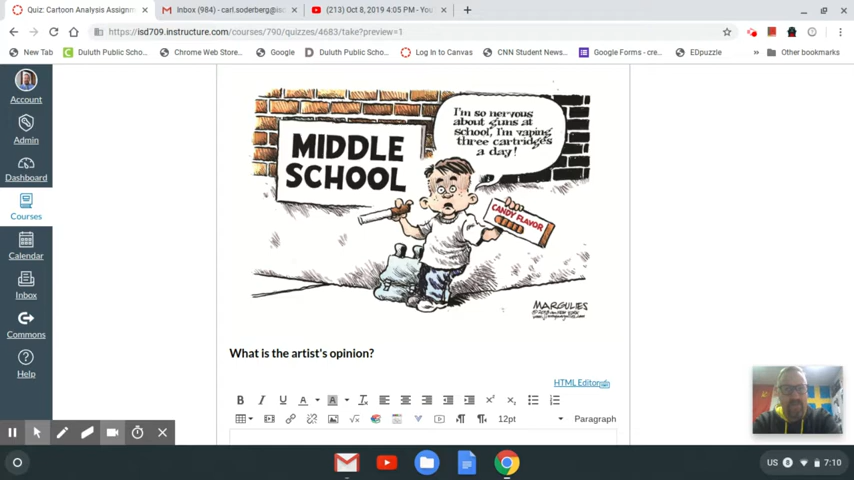 Quiz: Cartoon Analysis Assignm
Inbox (984) - carl.soderberg@isd
(213) Oct 8, 2019 4:05 PM - You
https://isd709.instructure.com/courses/790/quizzes/4683/take?preview=1
New Tab
Duluth Public Scho...
Chrome Web Store...
Google
Duluth Public Scho...
Log In to Canvas
CNN Student News...
Google Forms - cre...
EDpuzzle
Other bookmarks
Account
Admin
Dashboard
Courses
Calendar
Inbox
Commons
Help
MIDDLE
SCHOOL
I'm so nervous
about guns at
school, I'm vaping
three cartridges
a day!
CANDY FLAVOR
MARGULIES
What is the artist's opinion?
HTML Editor
12pt
Paragraph
US
8
7:10